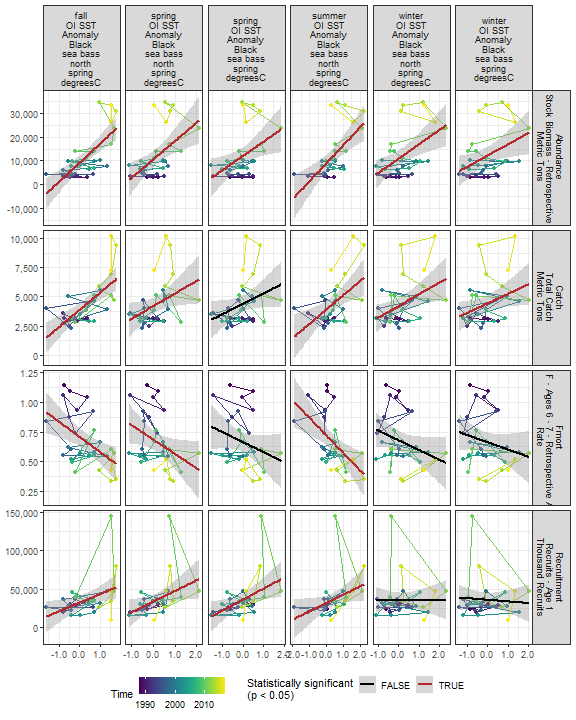 fall
OI SST
Anomaly
Black
sea bass
north
spring
degreesC
spring
OI SST
Anomaly
Black
sea bass
north
spring
degreesC
spring
OI SST
Anomaly
Black
sea bass
spring
degreesC
summer
OI SST
Anomaly
Black
sea bass
north
spring
degreesC
winter
OI SST
Anomaly
Black
sea bass
north
spring
degreesC
winter
OI SST
Anomaly
Black
sea bass
spring
degreesC
30,000
20,000
10,000
0
-10,000
Abundance
Stock Biomass - Retrospective
Metric Tons
10,000
7,500
5,000
2,500
0
Catch
Total Catch
Metric Tons
1.25
1.00
0.75
0.50
0.25
Fmort
F - Ages 6 - 7 - Retrospective
Rate
150,000
100,000
50,000
0
Recruitment
Recruits - Age 1
Thousand Recruits
-1.0 0.0 1.0
-1.0 0.0 1.0 2.0
-1.0 0.0 1.0
-1.0 0.0 1.0
-1.0 0.0 1.0 2.0
-1.0 0.0 1.0 2.0
Time
1990 2000 2010
Statistically significant
(p < 0.05)
FALSE
TRUE